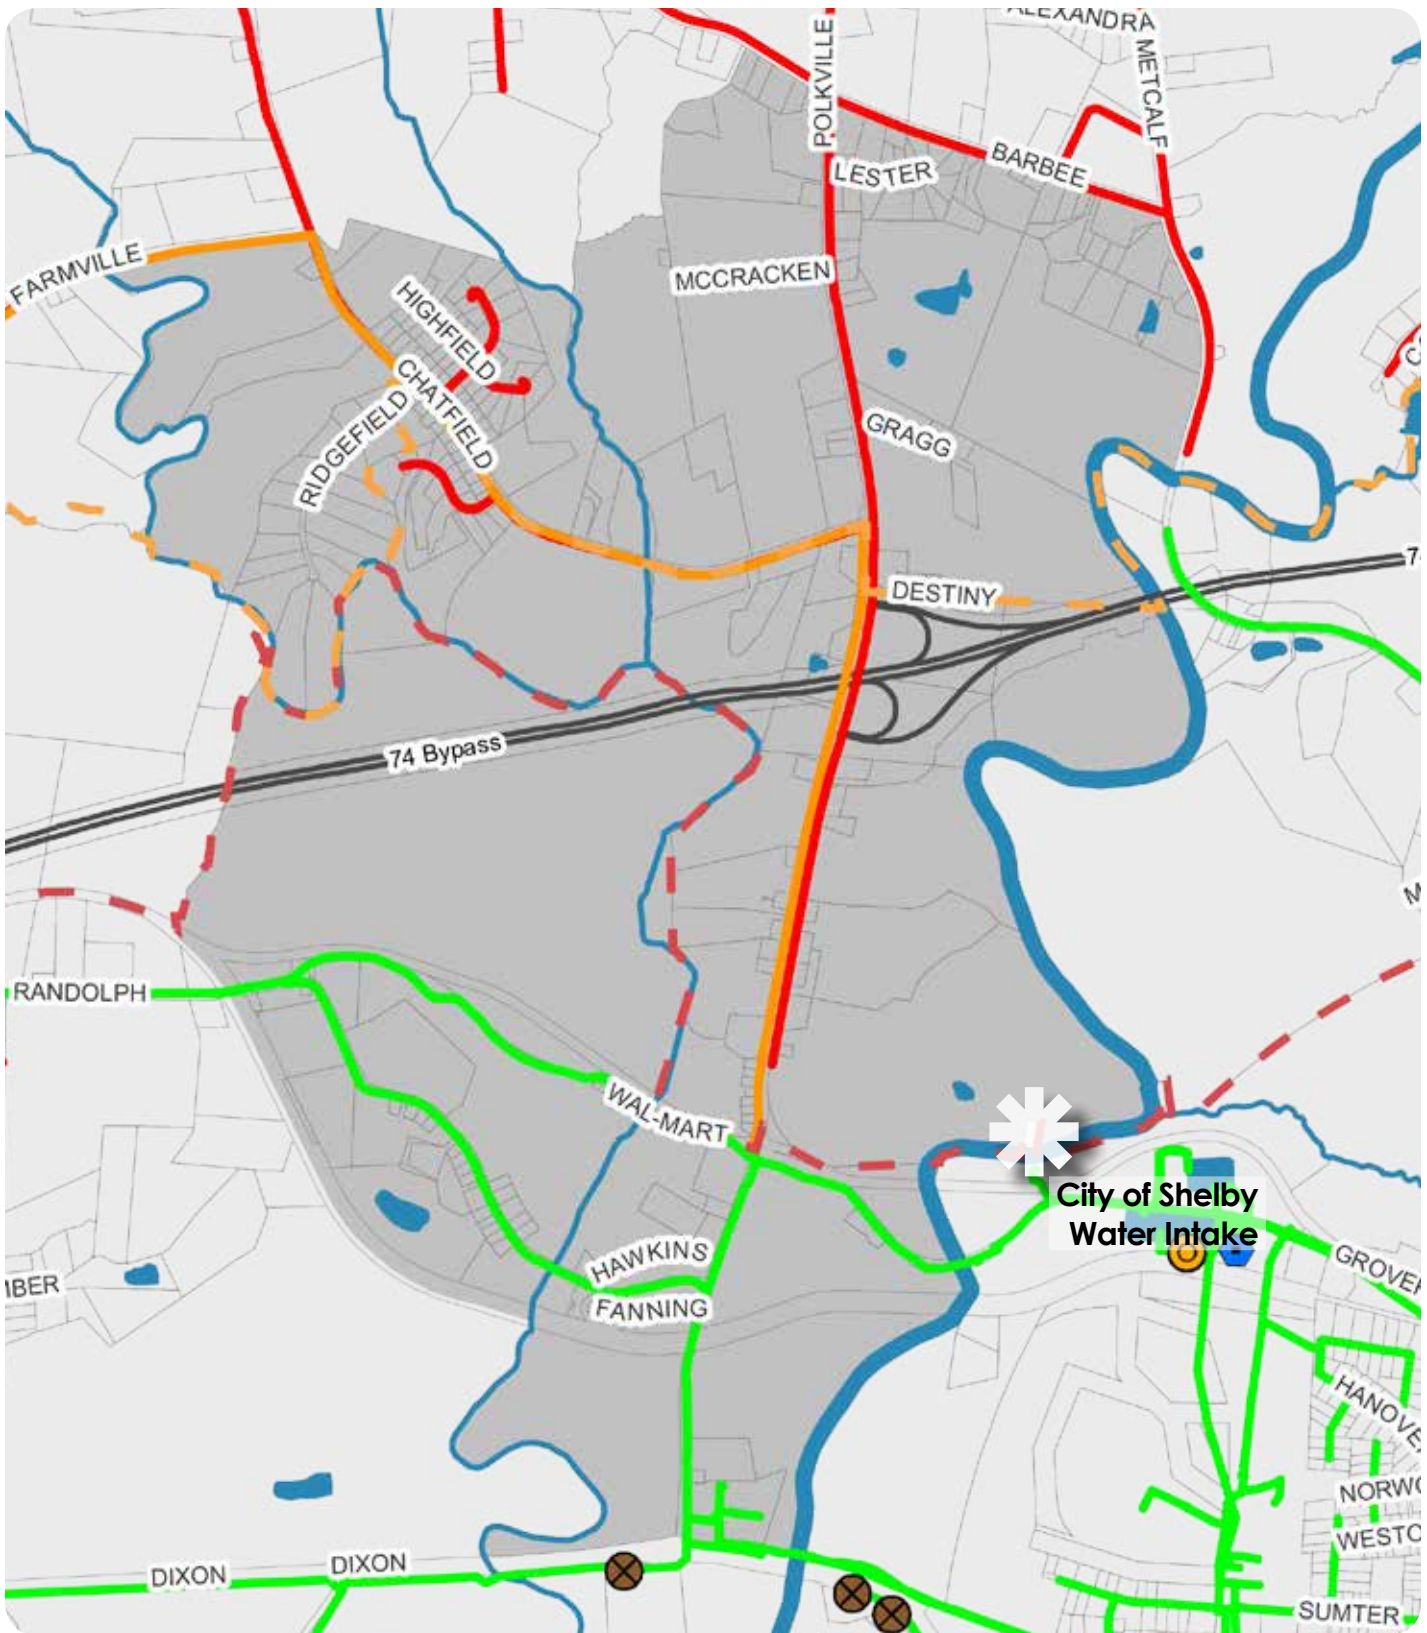 ALEXANDRA
METCALF
POLKVILLE
BARBEE
LESTER
FARMVILLE
MCCRACKEN
HIGHFIELD
CHATFIELD
RIDGEFIELD
GRAGG
DESTINY
74 Bypass
RANDOLPH
WAL-MART
City of Shelby
Water Intake
HAWKINS
FANNING
GROVER
HANOVE
NORWO
WESTO
DIXON
DIXON
SUMTER